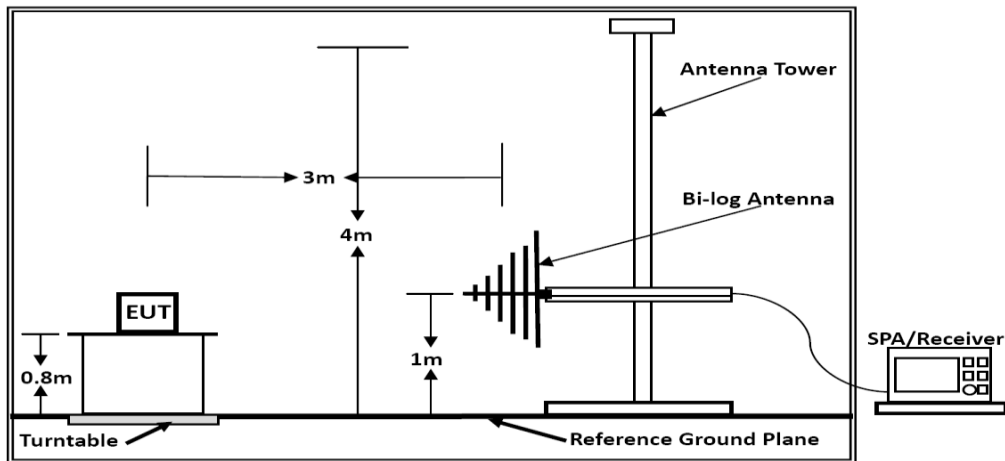 Antenna Tower
3m
Bi-log Antenna
4m
EUT
SPA/Receiver
1m
0.8m
Turntable
Reference Ground Plane